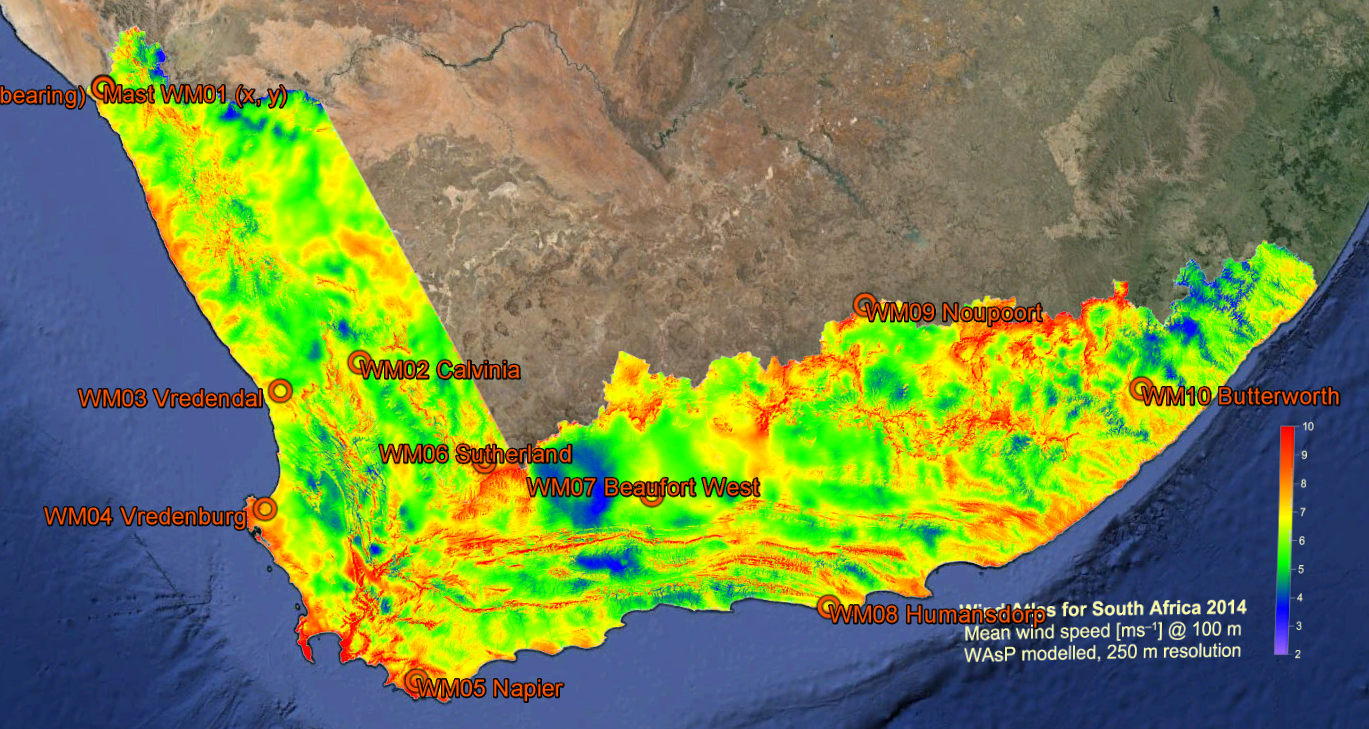 bearing) Mast WM01 (x, y)
WM09 Noupoort
WM02 Calvinia
WM03 Vredendal
WM10 Butterworth
WM06 Sutherland
WM07 Beaufort West
WM04 Vredenburg
WM08 Humansdorp
for South Africa 2014
Mean wind speed [ms⁻¹] @ 100 m
WAsP modelled, 250 m resolution
WM05 Napier
10
9
8
7
6
5
4
3
2